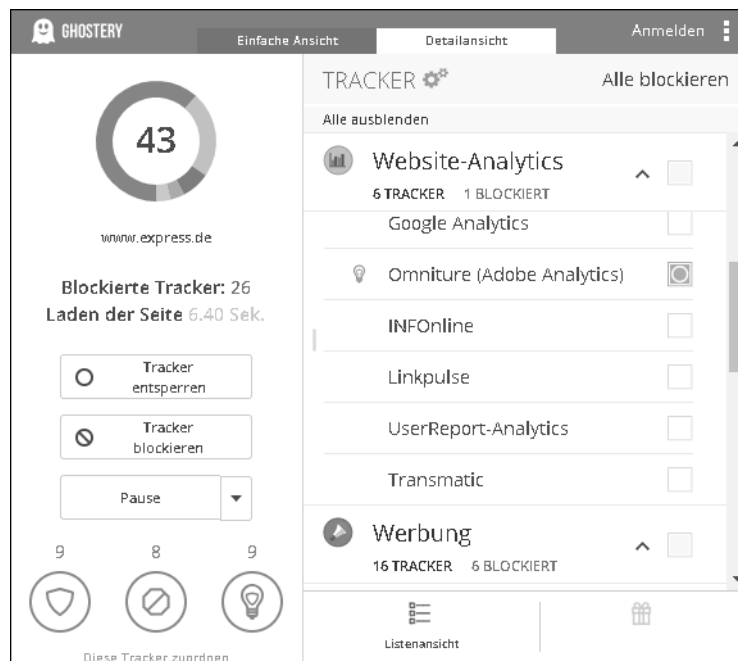 GHOSTERY
Einfache Ansicht
Detailansicht
Anmelden
43
www.express.de
Blockierte Tracker: 26
Laden der Seite 6.40 Sek.
Tracker
entsperren
Tracker
blockieren
Pause
9 8 9
Diese Tracker zuordnen
TRACKER
Alle blockieren
Alle ausblenden
Website-Analytics
6 TRACKER 1 BLOCKIERT
Google Analytics
Omniture (Adobe Analytics)
INFOnline
Linkpulse
UserReport-Analytics
Transmatic
Werbung
16 TRACKER 6 BLOCKIERT
Listenansicht